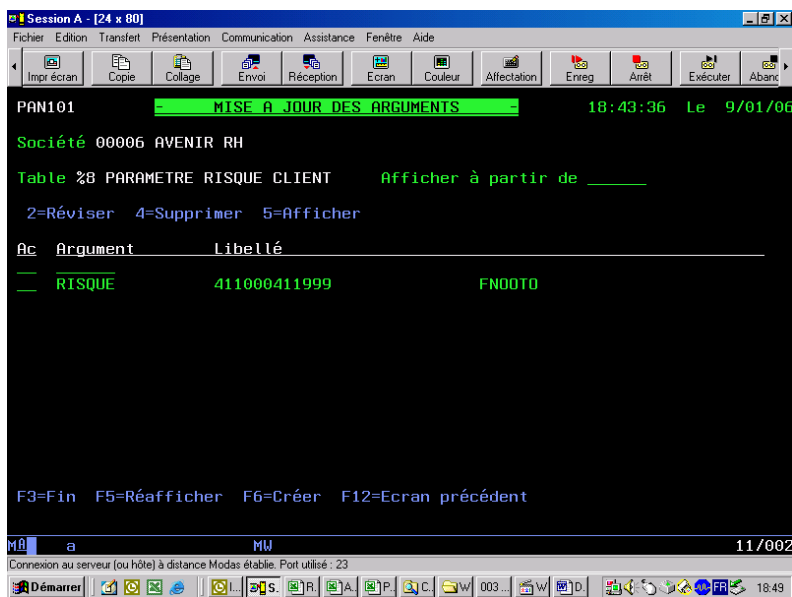 Session A - [24 x 80]
Fichier Edition Transfert Présentation Communication Assistance Fenêtre Aide
Impr écran Copie Collage Envoi Réception Ecran Couleur Affectation Enreg Arrêt Exécuter Abanc
PAN101 - MISE A JOUR DES ARGUMENTS - 18:43:36 Le 9/01/06
Société 00006 AVENIR RH
Table %8 PARAMETRE RISQUE CLIENT Afficher à partir de ______
2=Réviser 4=Supprimer 5=Afficher
Ac Argument Libellé
RISQUE 411000411999 FNOOTO
F3=Fin F5=Réafficher F6=Créer F12=Ecran précédent
MA a MW 11/002
Connexion au serveur (ou hôte) à distance Modas établie. Port utilisé : 23
Démarrer I... S. R. A. P. C. W 003... W D. FR 18:49